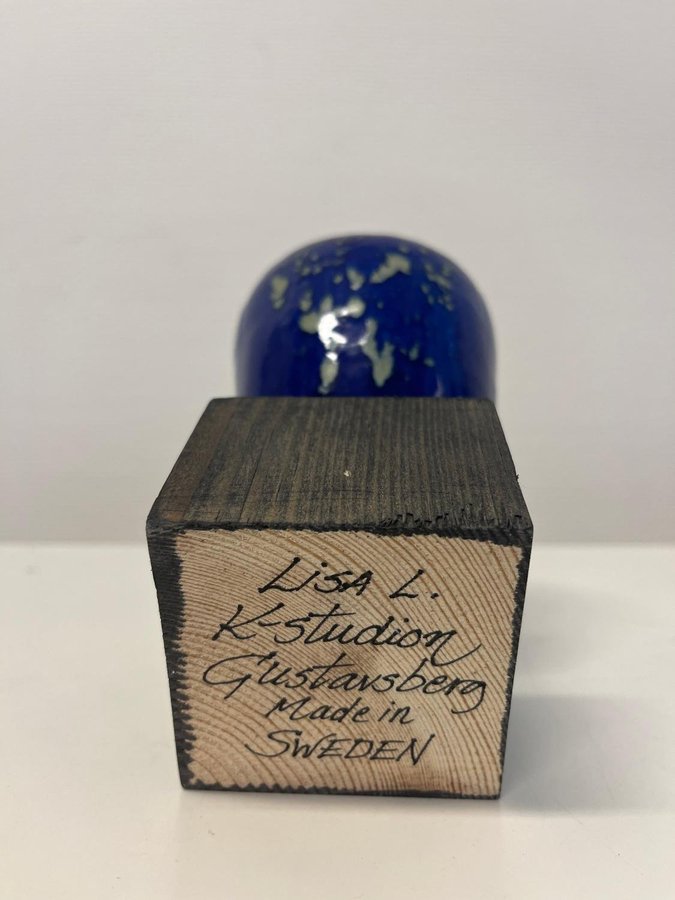 LiSA L.
K-studion
Gustavsberg
Made in
SWEDEN